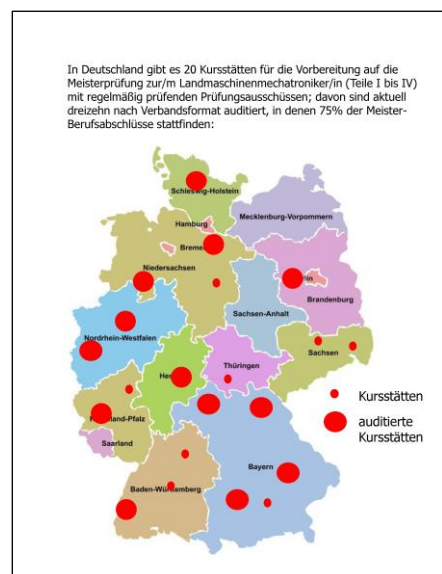 In Deutschland gibt es 20 Kursstätten für die Vorbereitung auf die
Meisterprüfung zur/m Landmaschinenmechatroniker/in (Teile I bis IV)
mit regelmäßig prüfenden Prüfungsausschüssen; davon sind aktuell
dreizehn nach Verbandsformat auditiert, in denen 75% der Meister-
Berufsabschlüsse stattfinden:
Schleswig-Holstein
Mecklenburg-Vorpommern
Hamburg
Niedersachsen
Brandenburg
Sachsen-Anhalt
Nordrhein-Westfalen
Sachsen
Thüringen
Kursstätten
auditierte
Kursstätten
Saarland
Bayern
Baden-Württemberg